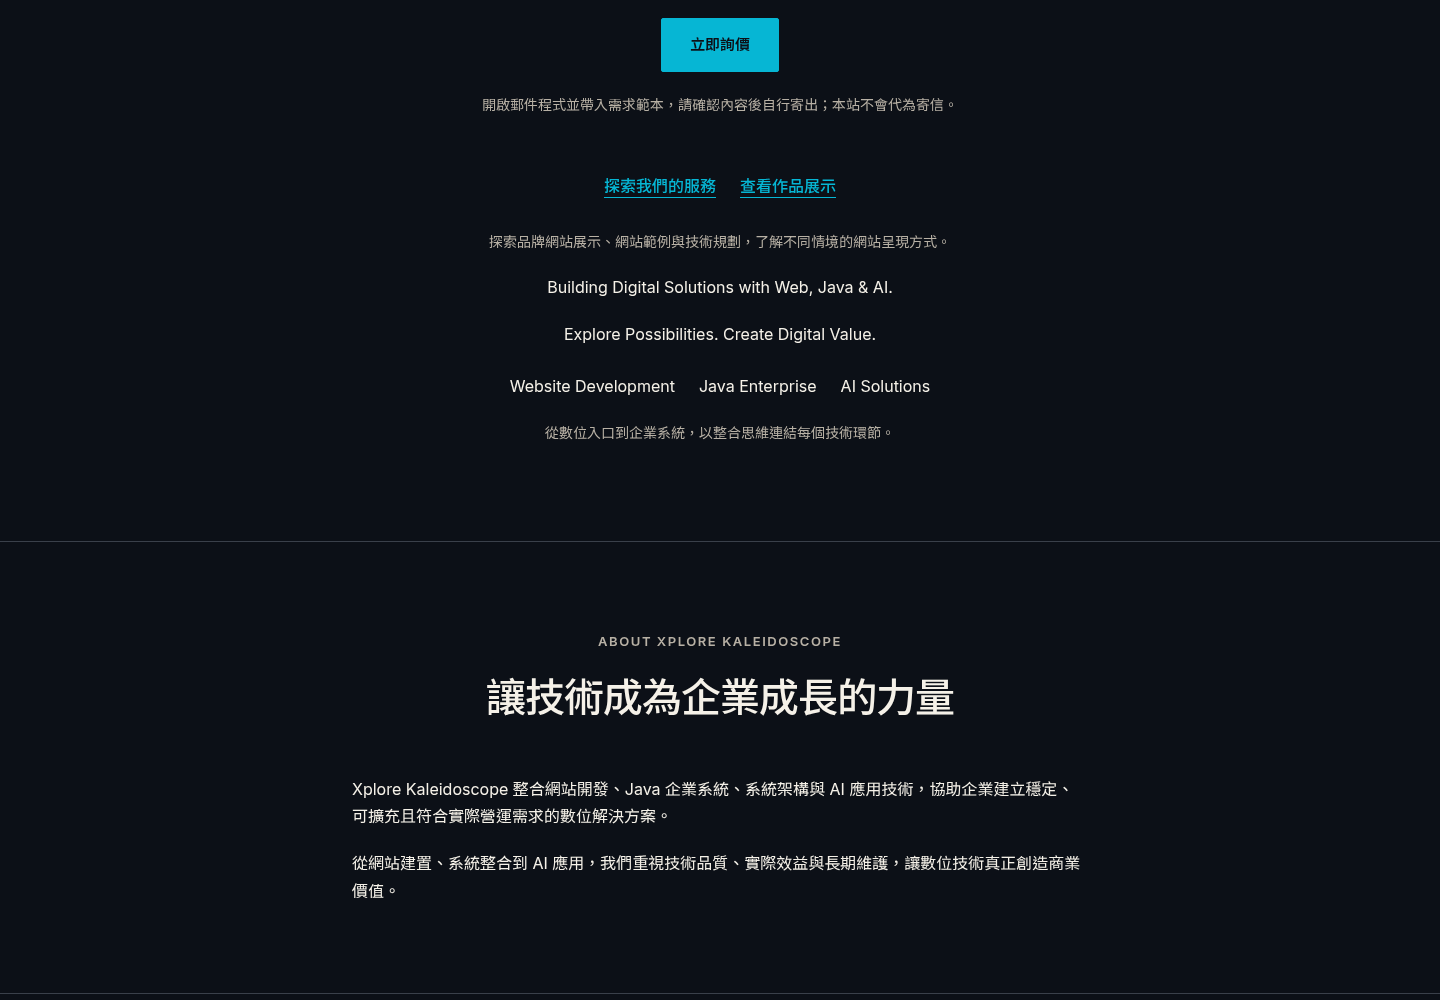 立即詢價
開啟郵件程式並帶入需求範本，請確認內容後自行寄出；本站不會代為寄信。
探索我們的服務 查看作品展示
探索品牌網站展示、網站範例與技術規劃，了解不同情境的網站呈現方式。
Building Digital Solutions with Web, Java & AI.
Explore Possibilities. Create Digital Value.
Website Development Java Enterprise AI Solutions
從數位入口到企業系統，以整合思維連結每個技術環節。
ABOUT XPLORE KALEIDOSCOPE
讓技術成為企業成長的力量
Xplore Kaleidoscope 整合網站開發、Java 企業系統、系統架構與 AI 應用技術，協助企業建立穩定、
可擴充且符合實際營運需求的數位解決方案。
從網站建置、系統整合到 AI 應用，我們重視技術品質、實際效益與長期維護，讓數位技術真正創造商業
價值。